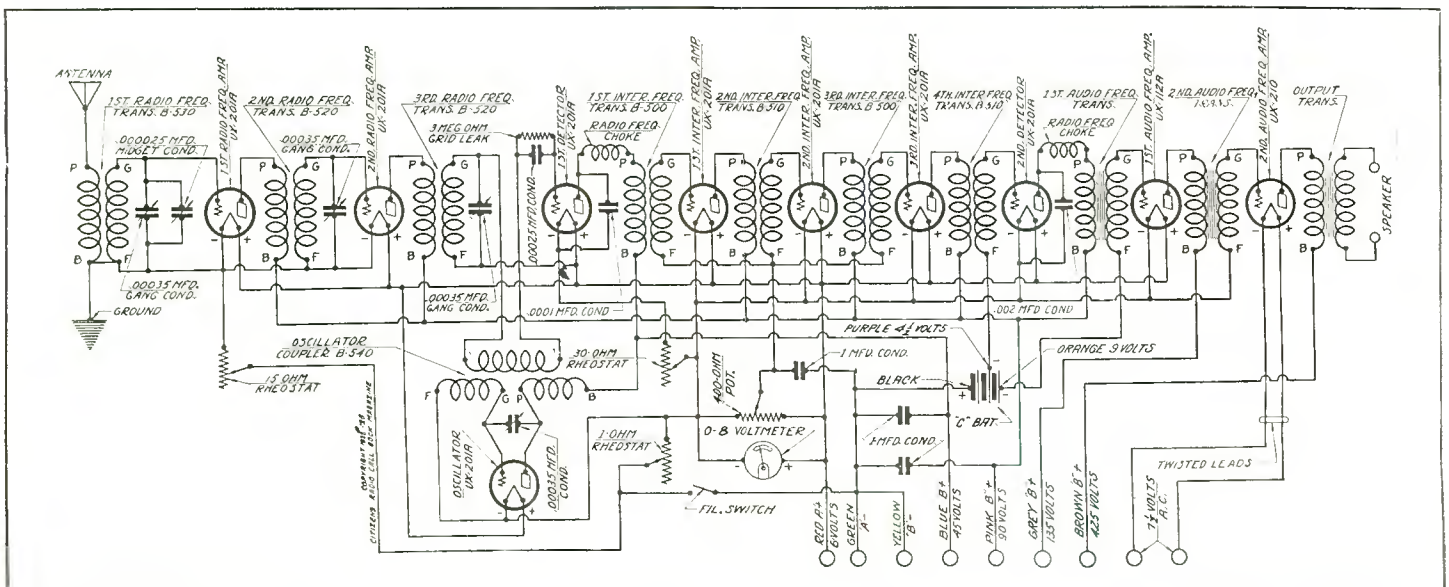 ANTENNA
1ST. RADIO FREQ.
TRANS. B-530
.000025 MFD.
MIDGET COND.
.00035 MFD.
GANG COND.
GROUND
1ST. RADIO FREQ. AMP.
UX-201A
15 OHM
RHEOSTAT
2ND. RADIO FREQ.
TRANS. B-520
.00035 MFD.
GANG COND.
2ND. RADIO FREQ. AMP.
UX-201A
3RD. RADIO FREQ.
TRANS. B-520
3 MEG OHM
GRID LEAK
.00035 MFD.
GANG COND.
.00025 MFD. COND.
1ST. DETECTOR
UX-201A
RADIO FREQ.
CHOKE
.0001 MFD. COND
1ST. INTER. FREQ.
TRANS. B-500
1ST. INTER. FREQ. AMP.
UX-201A
2ND. INTER. FREQ.
TRANS. B-510
2ND. INTER. FREQ. AMP.
UX-201A
3RD. INTER. FREQ.
TRANS. B-500
3RD. INTER. FREQ. AMP.
UX-201A
4TH. INTER. FREQ.
TRANS. B-510
2ND. DETECTOR
UX-201A
RADIO FREQ.
CHOKE
.002 MFD COND
1ST. AUDIO FREQ.
TRANS.
1ST. AUDIO FREQ. AMP.
UX-112A
2ND. AUDIO FREQ.
TRANS.
2ND. AUDIO FREQ. AMP.
UX-210
OUTPUT
TRANS.
SPEAKER
P G P G P G P G P G P G P G P G P G P
B F B F B F B F B F B F B F B F B F B
- + - + - + - + - + - + - + - + - + - +
OSCILLATOR
COUPLER B-540
F G P B
OSCILLATOR
UX-201A
- +
.00035 MFD.
COND.
30-OHM
RHEOSTAT
1-OHM
RHEOSTAT
400-OHM
POT.
0-8 VOLTMETER
- +
1 MFD. COND.
1 MFD. COND.
FIL. SWITCH
PURPLE 4½ VOLTS
ORANGE 9 VOLTS
BLACK
+ - -
"C" BAT.
TWISTED LEADS
RED A+
6 VOLTS
GREEN
A-
YELLOW
"B"-
BLUE B+
45 VOLTS
PINK B+
90 VOLTS
GREY "B"+
135 VOLTS
BROWN "B"+
425 VOLTS
7½ VOLTS
A.C.
CITIZENS RADIO CALL BOOK MAGAZINE